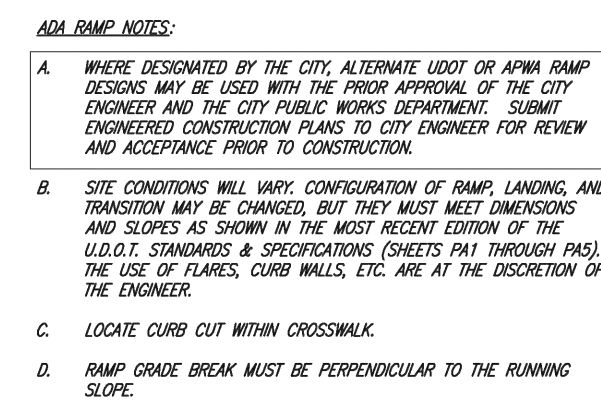 ADA RAMP NOTES:
A. WHERE DESIGNATED BY THE CITY, ALTERNATE UDOT OR APWA RAMP
DESIGNS MAY BE USED WITH THE PRIOR APPROVAL OF THE CITY
ENGINEER AND THE CITY PUBLIC WORKS DEPARTMENT. SUBMIT
ENGINEERED CONSTRUCTION PLANS TO CITY ENGINEER FOR REVIEW
AND ACCEPTANCE PRIOR TO CONSTRUCTION.
B. SITE CONDITIONS WILL VARY. CONFIGURATION OF RAMP, LANDING, AND
TRANSITION MAY BE CHANGED, BUT THEY MUST MEET DIMENSIONS
AND SLOPES AS SHOWN IN THE MOST RECENT EDITION OF THE
U.D.O.T. STANDARDS & SPECIFICATIONS (SHEETS PA1 THROUGH PA5).
THE USE OF FLARES, CURB WALLS, ETC. ARE AT THE DISCRETION OF
THE ENGINEER.
C. LOCATE CURB CUT WITHIN CROSSWALK.
D. RAMP GRADE BREAK MUST BE PERPENDICULAR TO THE RUNNING
SLOPE.